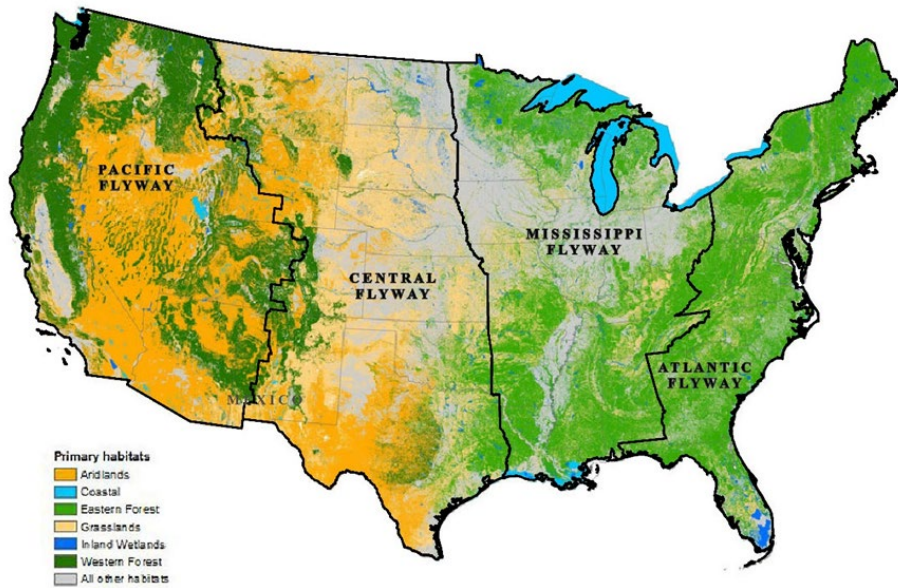 PACIFIC
FLYWAY
MISSISSIPPI
FLYWAY
CENTRAL
FLYWAY
ATLANTIC
FLYWAY
MEXICO
Primary habitats
Aridlands
Coastal
Eastern Forest
Grasslands
Inland Wetlands
Western Forest
All other habitats